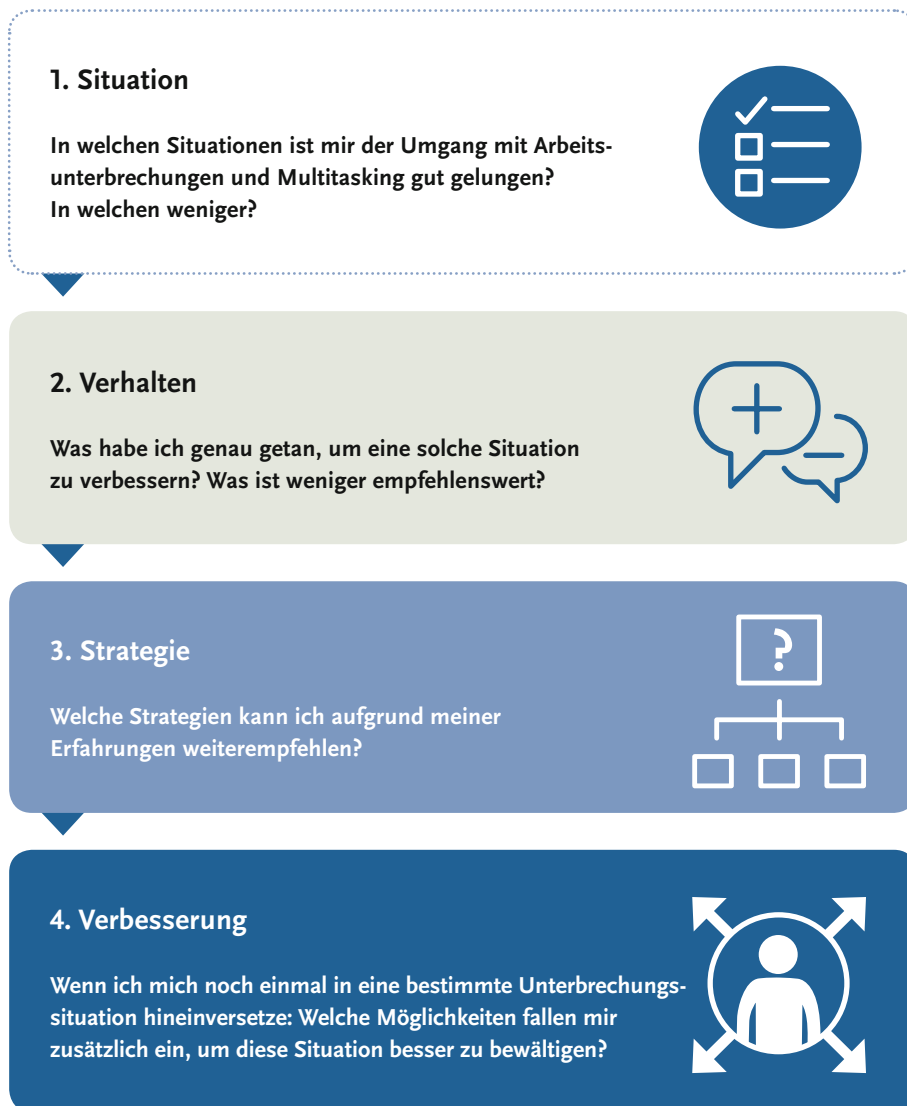 1. Situation
In welchen Situationen ist mir der Umgang mit Arbeits-
unterbrechungen und Multitasking gut gelungen?
In welchen weniger?
2. Verhalten
Was habe ich genau getan, um eine solche Situation
zu verbessern? Was ist weniger empfehlenswert?
3. Strategie
?
Welche Strategien kann ich aufgrund meiner
Erfahrungen weiterempfehlen?
4. Verbesserung
Wenn ich mich noch einmal in eine bestimmte Unterbrechungs-
situation hineinversetze: Welche Möglichkeiten fallen mir
zusätzlich ein, um diese Situation besser zu bewältigen?